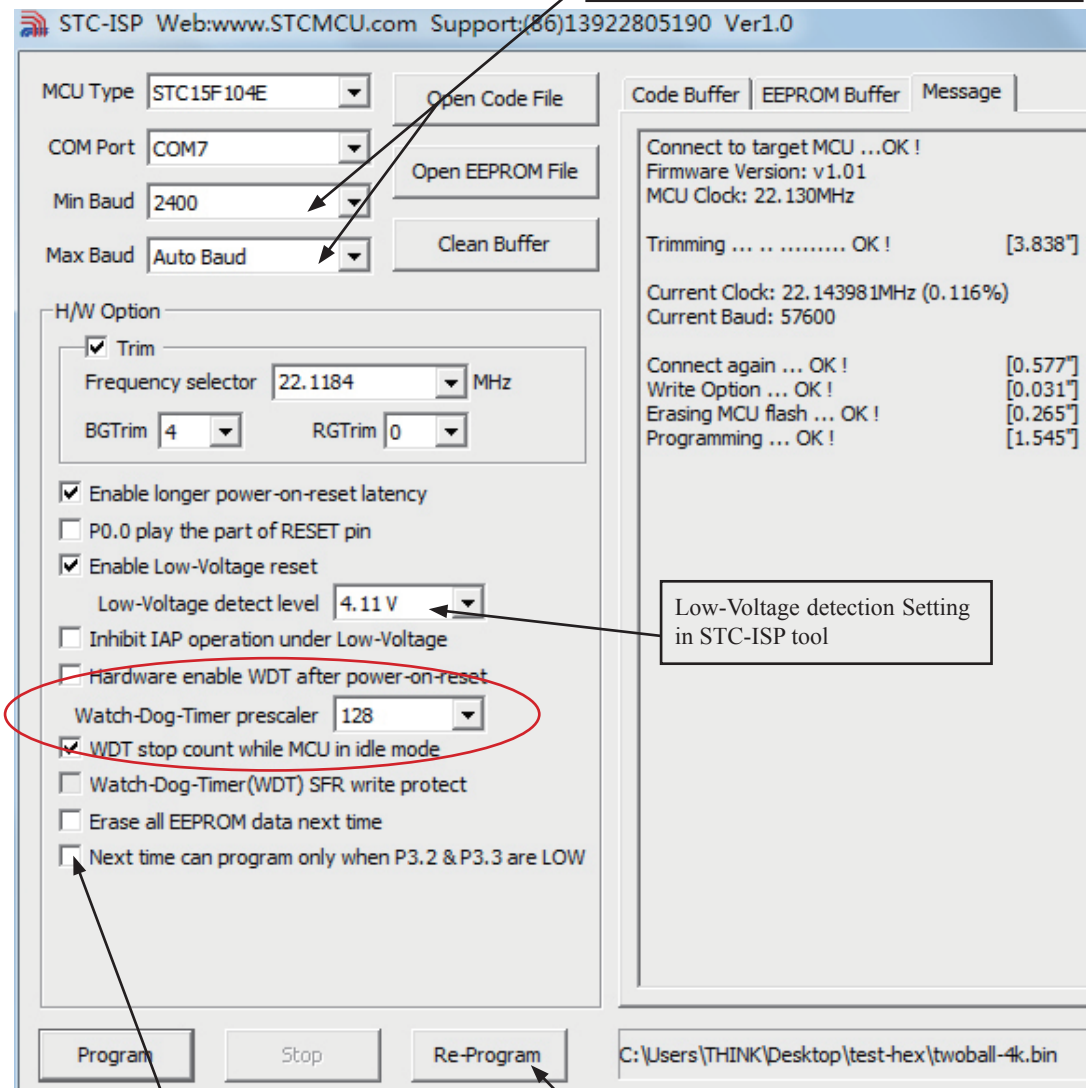 STC-ISP Web:www.STCMCU.com Support:(86)13922805190 Ver1.0
MCU Type STC15F104E
COM Port COM7
Min Baud 2400
Max Baud Auto Baud
Open Code File
Open EEPROM File
Clean Buffer
H/W Option
Trim
Frequency selector 22.1184 MHz
BGTrim 4 RGTrim 0
Enable longer power-on-reset latency
P0.0 play the part of RESET pin
Enable Low-Voltage reset
Low-Voltage detect level 4.11 V
Inhibit IAP operation under Low-Voltage
Hardware enable WDT after power-on-reset
Watch-Dog-Timer prescaler 128
WDT stop count while MCU in idle mode
Watch-Dog-Timer(WDT) SFR write protect
Erase all EEPROM data next time
Next time can program only when P3.2 & P3.3 are LOW
Code Buffer EEPROM Buffer Message
Connect to target MCU ...OK !
Firmware Version: v1.01
MCU Clock: 22.130MHz
Trimming ... .. ......... OK ! [3.838"]
Current Clock: 22.143981MHz (0.116%)
Current Baud: 57600
Connect again ... OK ! [0.577"]
Write Option ... OK ! [0.031"]
Erasing MCU flash ... OK ! [0.265"]
Programming ... OK ! [1.545"]
Low-Voltage detection Setting
in STC-ISP tool
Program Stop Re-Program C:\Users\THINK\Desktop\test-hex\twoball-4k.bin